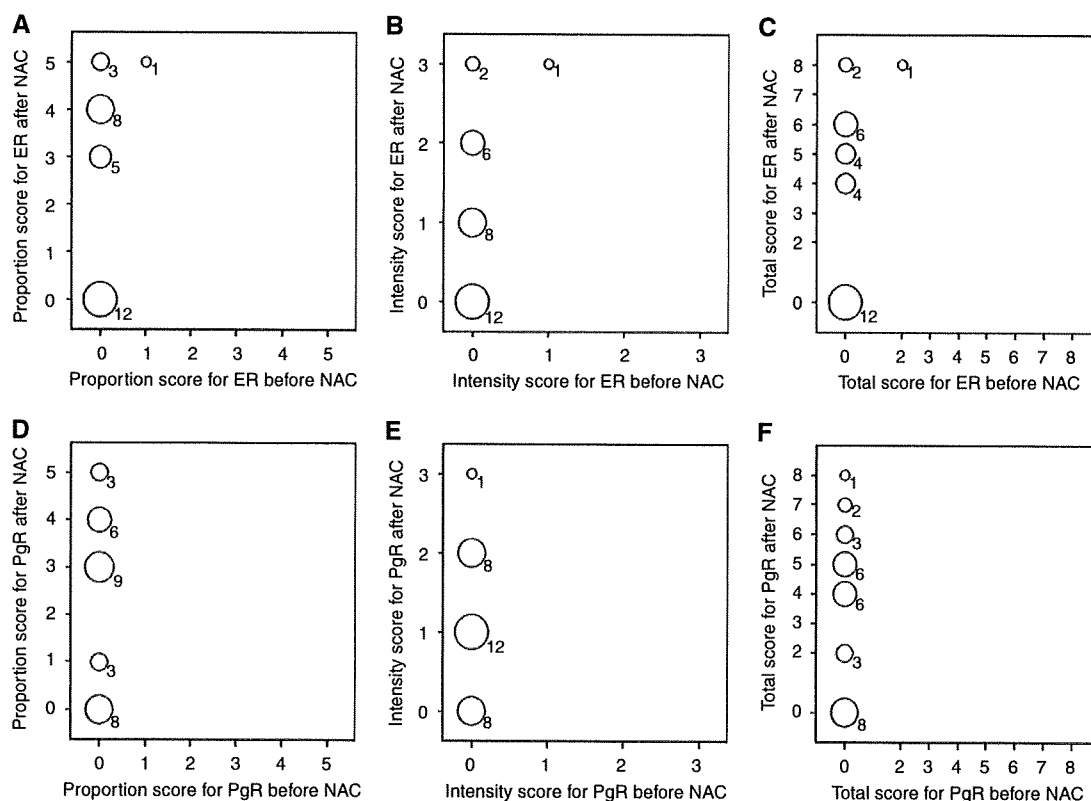 A
Proportion score for ER after NAC
5
4
3
2
1
0
3
1
8
5
12
0 1 2 3 4 5
Proportion score for ER before NAC
B
Intensity score for ER after NAC
3
2
1
0
2
1
6
8
12
0 1 2 3
Intensity score for ER before NAC
C
Total score for ER after NAC
8
7
6
5
4
3
2
0
2
1
6
4
4
12
0 2 3 4 5 6 7 8
Total score for ER before NAC
D
Proportion score for PgR after NAC
5
4
3
2
1
0
3
6
9
3
8
0 1 2 3 4 5
Proportion score for PgR before NAC
E
Intensity score for PgR after NAC
3
2
1
0
1
8
12
8
0 1 2 3
Intensity score for PgR before NAC
F
Total score for PgR after NAC
8
7
6
5
4
3
2
0
1
2
3
6
6
3
8
0 2 3 4 5 6 7 8
Total score for PgR before NAC